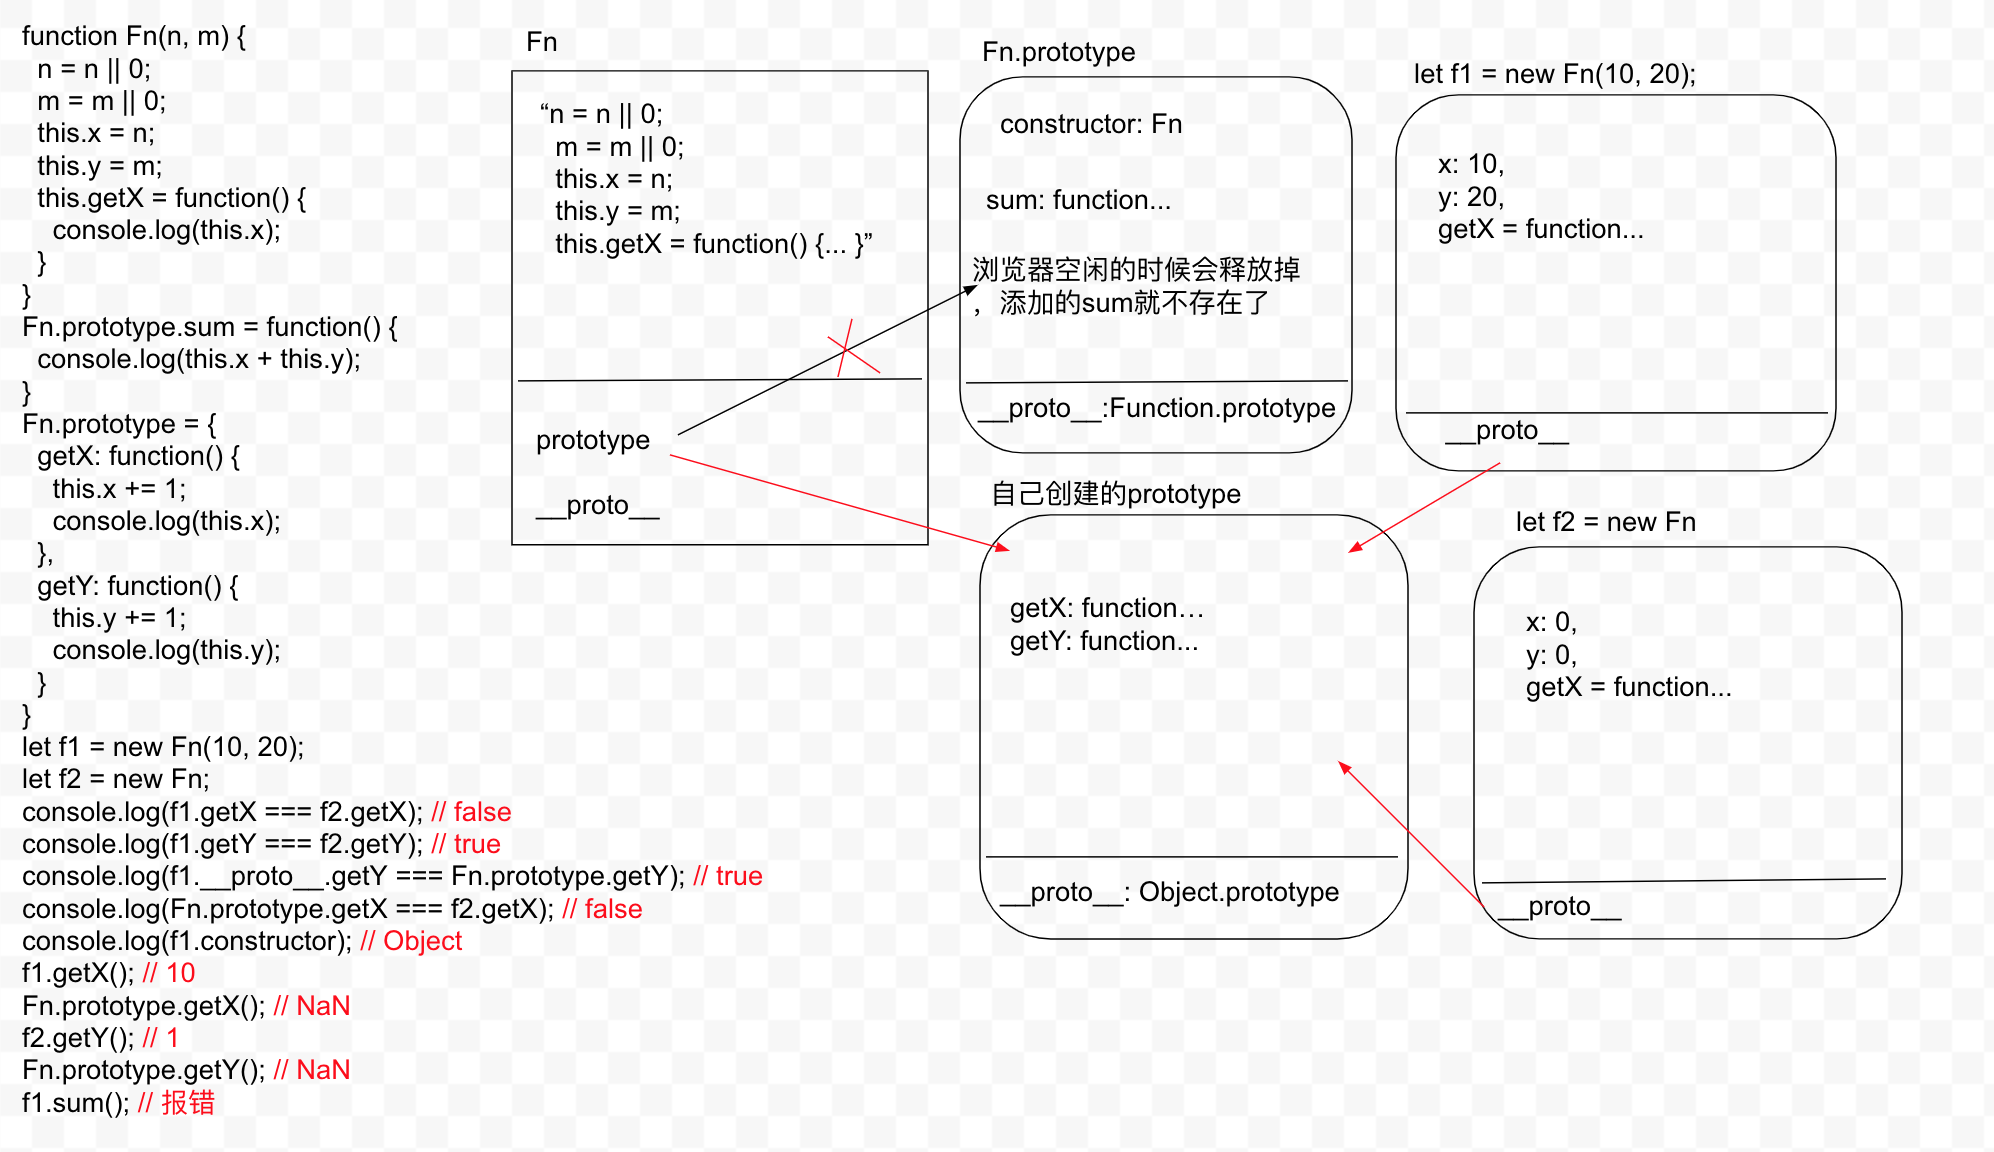 function Fn(n, m) {
n = n || 0;
m = m || 0;
this.x = n;
this.y = m;
this.getX = function() {
console.log(this.x);
}
}
Fn.prototype.sum = function() {
console.log(this.x + this.y);
}
Fn.prototype = {
getX: function() {
this.x += 1;
console.log(this.x);
},
getY: function() {
this.y += 1;
console.log(this.y);
}
}
let f1 = new Fn(10, 20);
let f2 = new Fn;
console.log(f1.getX === f2.getX); // false
console.log(f1.getY === f2.getY); // true
console.log(f1.__proto__.getY === Fn.prototype.getY); // true
console.log(Fn.prototype.getX === f2.getX); // false
console.log(f1.constructor); // Object
f1.getX(); // 10
Fn.prototype.getX(); // NaN
f2.getY(); // 1
Fn.prototype.getY(); // NaN
f1.sum(); // 报错
Fn
“n = n || 0;
m = m || 0;
this.x = n;
this.y = m;
this.getX = function() {... }”
prototype
__proto__
Fn.prototype
constructor: Fn
sum: function...
浏览器空闲的时候会释放掉
，添加的sum就不存在了
__proto__:Function.prototype
自己创建的prototype
getX: function…
getY: function...
__proto__: Object.prototype
let f1 = new Fn(10, 20);
x: 10,
y: 20,
getX = function...
__proto__
let f2 = new Fn
x: 0,
y: 0,
getX = function...
__proto__